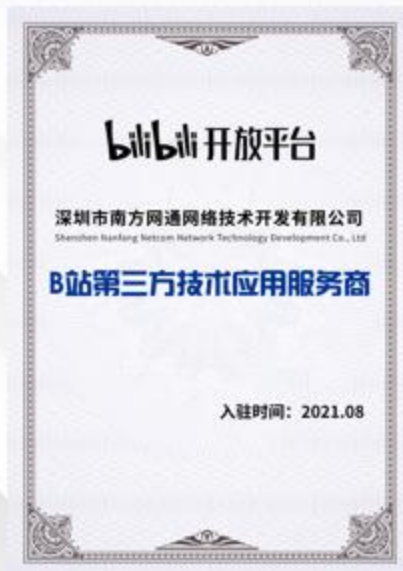 bilibili 开放平台
深圳市南方网通网络技术开发有限公司
Shenzhen Nanfang Netcom Network Technology Development Co., Ltd
B站第三方技术应用服务商
入驻时间：2021.08